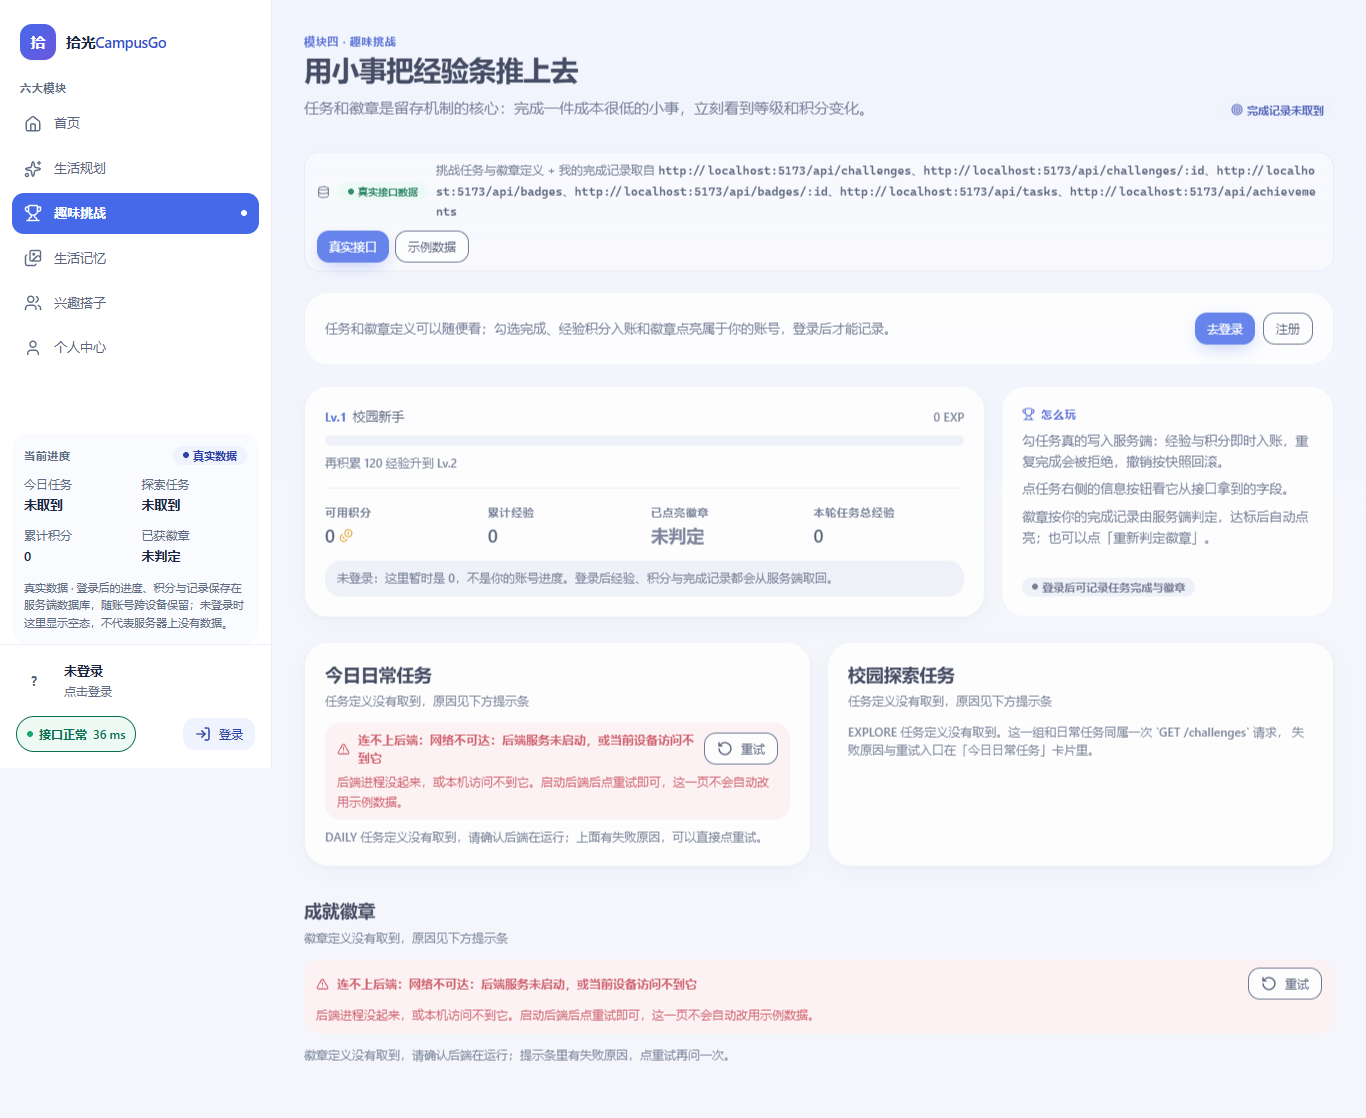 拾 拾光CampusGo
六大模块
首页
生活规划
趣味挑战
生活记忆
兴趣搭子
个人中心
当前进度 真实数据
今日任务 探索任务
未取到 未取到
累计积分 已获徽章
0 未判定
真实数据 · 登录后的进度、积分与记录保存在
服务端数据库，随账号跨设备保留；未登录时
这里显示空态，不代表服务器上没有数据。
? 未登录
点击登录
接口正常 36 ms 登录
模块四 · 趣味挑战
用小事把经验条推上去
任务和徽章是留存机制的核心：完成一件成本很低的小事，立刻看到等级和积分变化。
完成记录未取到
真实接口数据
挑战任务与徽章定义 + 我的完成记录取自 http://localhost:5173/api/challenges、http://localhost:5173/api/challenges/:id、http://localho
st:5173/api/badges、http://localhost:5173/api/badges/:id、http://localhost:5173/api/tasks、http://localhost:5173/api/achieveme
nts
真实接口 示例数据
任务和徽章定义可以随便看；勾选完成、经验积分入账和徽章点亮属于你的账号，登录后才能记录。
去登录 注册
Lv.1 校园新手 0 EXP
再积累 120 经验升到 Lv.2
可用积分 累计经验 已点亮徽章 本轮任务总经验
0 0 未判定 0
未登录：这里暂时是 0，不是你的账号进度。登录后经验、积分与完成记录都会从服务端取回。
怎么玩
勾任务真的写入服务端：经验与积分即时入账，重
复完成会被拒绝，撤销按快照回滚。
点任务右侧的信息按钮看它从接口拿到的字段。
徽章按你的完成记录由服务端判定，达标后自动点
亮；也可以点「重新判定徽章」。
登录后可记录任务完成与徽章
今日日常任务
任务定义没有取到，原因见下方提示条
连不上后端：网络不可达：后端服务未启动，或当前设备访问不
到它
重试
后端进程没起来，或本机访问不到它。启动后端后点重试即可，这一页不会自动改
用示例数据。
DAILY 任务定义没有取到，请确认后端在运行；上面有失败原因，可以直接点重试。
校园探索任务
任务定义没有取到，原因见下方提示条
EXPLORE 任务定义没有取到。这一组和日常任务同属一次 `GET /challenges` 请求， 失
败原因与重试入口在「今日日常任务」卡片里。
成就徽章
徽章定义没有取到，原因见下方提示条
连不上后端：网络不可达：后端服务未启动，或当前设备访问不到它
重试
后端进程没起来，或本机访问不到它。启动后端后点重试即可，这一页不会自动改用示例数据。
徽章定义没有取到，请确认后端在运行；提示条里有失败原因，点重试再问一次。